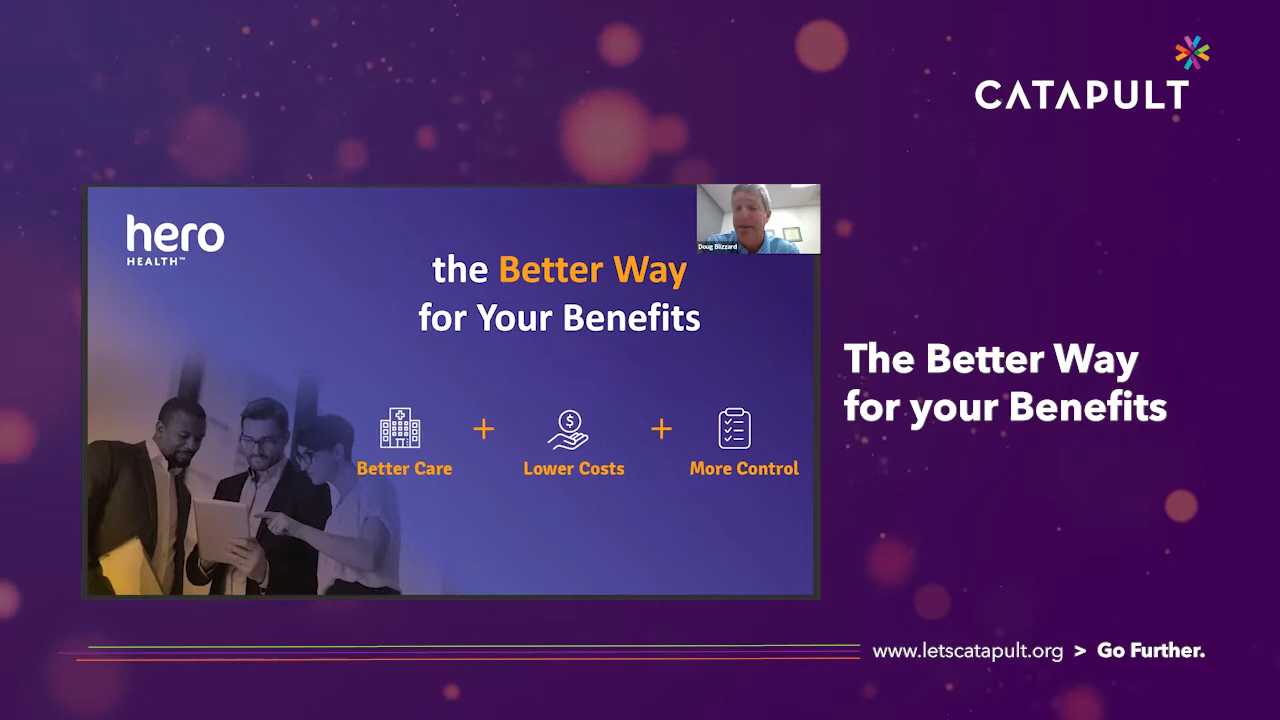 CATAPULT
hero
HEALTH™
Doug Blizzard
the Better Way
for Your Benefits
Better Care + Lower Costs + More Control
The Better Way
for your Benefits
www.letscatapult.org > Go Further.